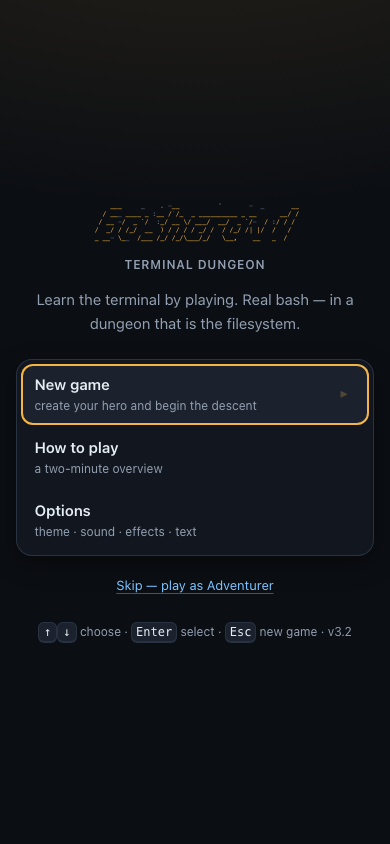 TERMINAL DUNGEON
Learn the terminal by playing. Real bash — in a
dungeon that is the filesystem.
New game
create your hero and begin the descent
How to play
a two-minute overview
Options
theme · sound · effects · text
Skip — play as Adventurer
↑ ↓ choose · Enter select · Esc new game · v3.2